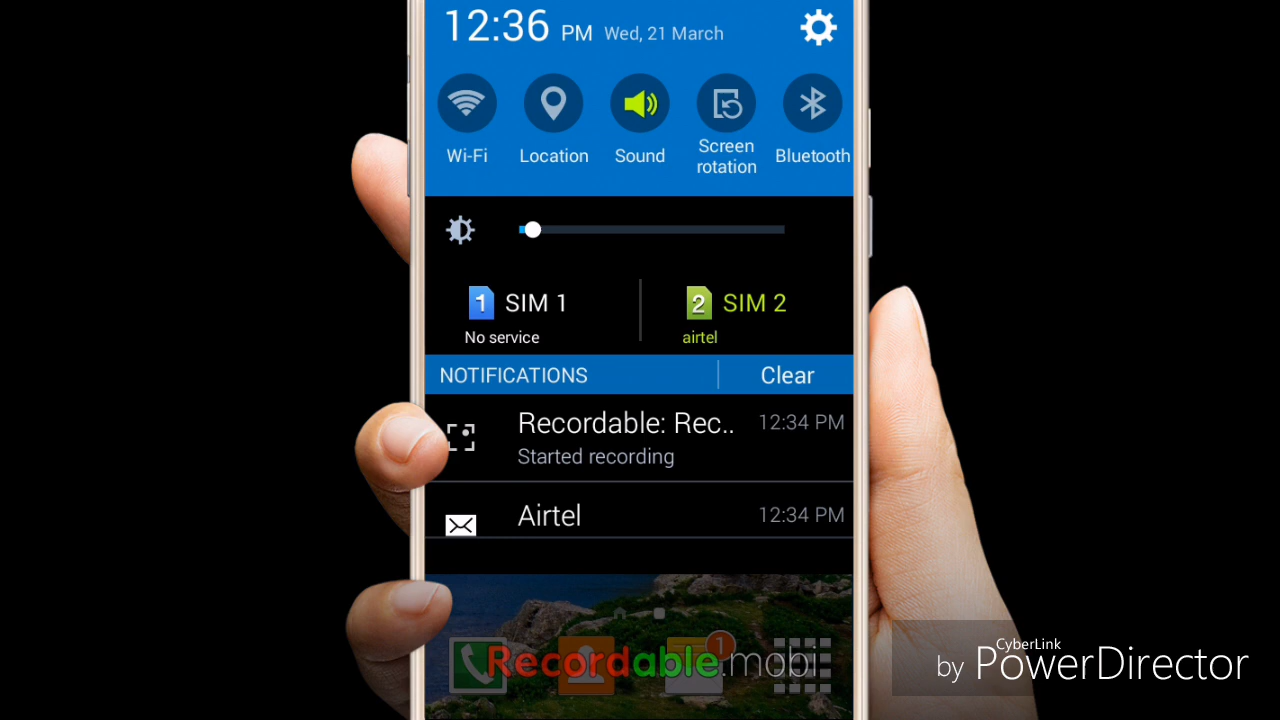 12:36 PM Wed, 21 March
Wi-Fi Location Sound Screen rotation Bluetooth
1 SIM 1 2 SIM 2
No service airtel
NOTIFICATIONS Clear
Recordable: Rec.. 12:34 PM
Started recording
Airtel 12:34 PM
1
Recordable.mobi
CyberLink
by PowerDirector